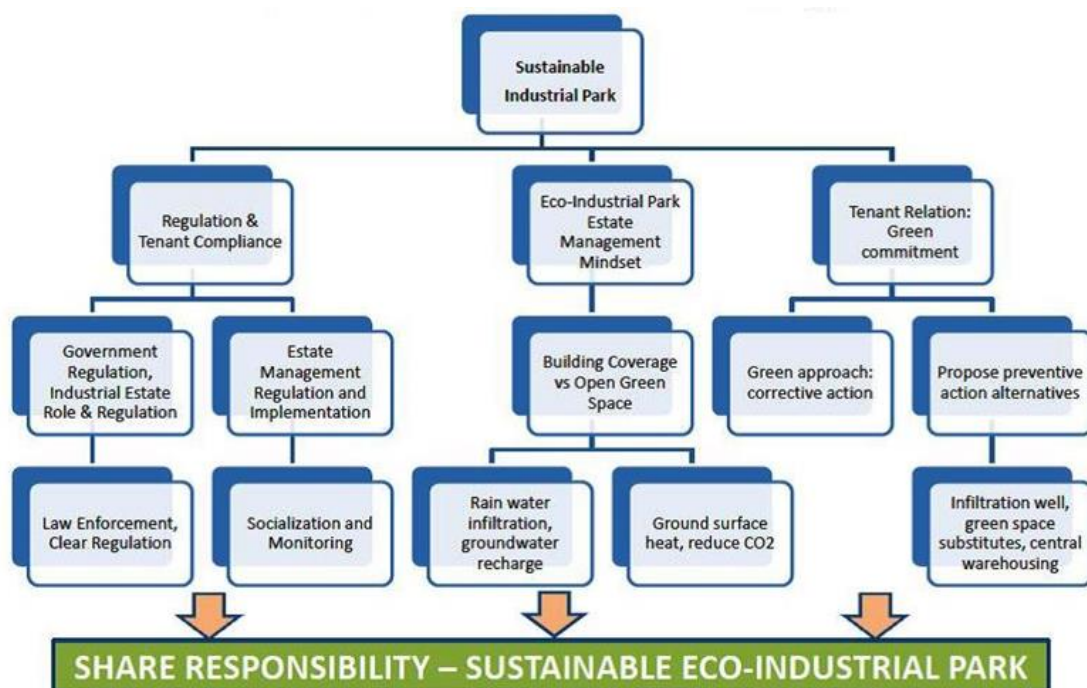 Sustainable
Industrial Park
Regulation &
Tenant Compliance
Eco-Industrial Park
Estate
Management
Mindset
Tenant Relation:
Green
commitment
Government
Regulation,
Industrial Estate
Role & Regulation
Estate
Management
Regulation and
Implementation
Building Coverage
vs Open Green
Space
Green approach:
corrective action
Propose preventive
action alternatives
Law Enforcement,
Clear Regulation
Socialization and
Monitoring
Rain water
infiltration,
groundwater
recharge
Ground surface
heat, reduce CO2
Infiltration well,
green space
substitutes, central
warehousing
SHARE RESPONSIBILITY – SUSTAINABLE ECO-INDUSTRIAL PARK